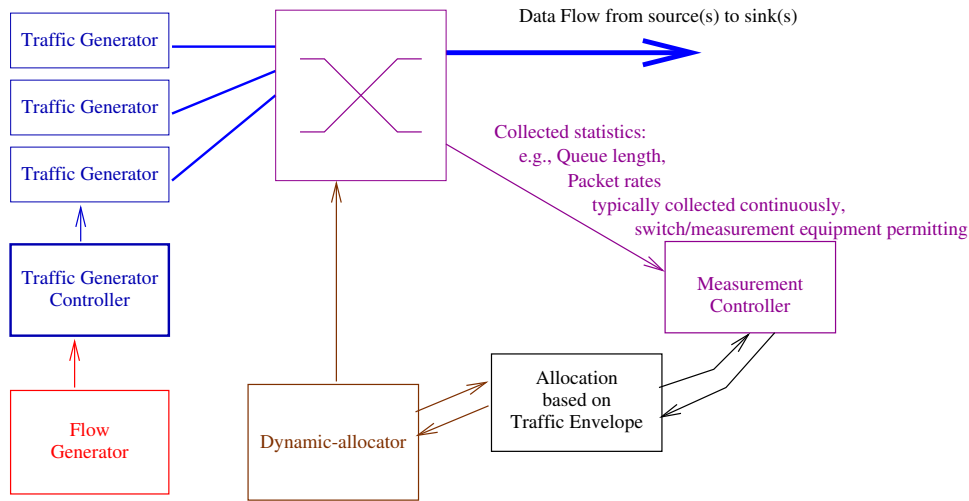 Traffic Generator
Traffic Generator
Traffic Generator
Traffic Generator
Controller
Flow
Generator
Data Flow from source(s) to sink(s)
Collected statistics:
e.g., Queue length,
Packet rates
typically collected continuously,
switch/measurement equipment permitting
Measurement
Controller
Allocation
based on
Traffic Envelope
Dynamic-allocator